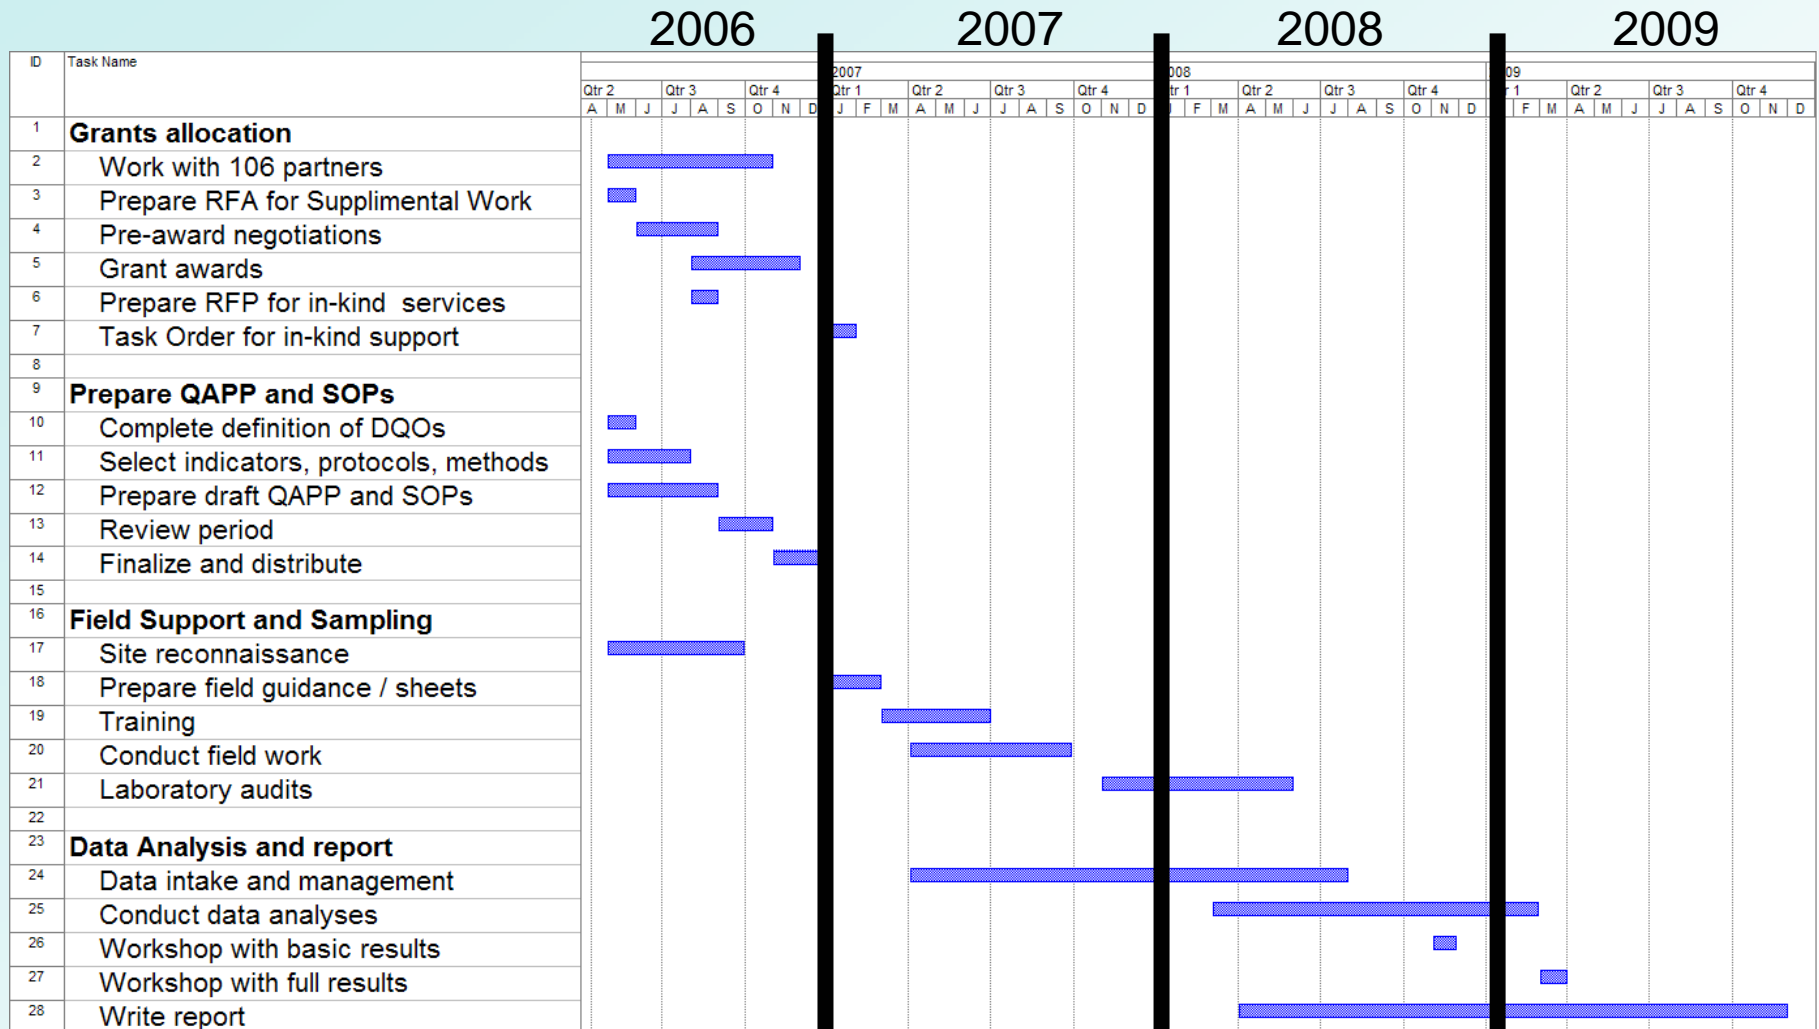 2006 2007 2008 2009
ID Task Name
2007 008 09
Qtr 2 Qtr 3 Qtr 4 Qtr 1 Qtr 2 Qtr 3 Qtr 4 tr 1 Qtr 2 Qtr 3 Qtr 4 r 1 Qtr 2 Qtr 3 Qtr 4
A M J J A S O N D J F M A M J J A S O N D J F M A M J J A S O N D F M A M J J A S O N D
1 Grants allocation
2 Work with 106 partners
3 Prepare RFA for Supplimental Work
4 Pre-award negotiations
5 Grant awards
6 Prepare RFP for in-kind services
7 Task Order for in-kind support
8
9 Prepare QAPP and SOPs
10 Complete definition of DQOs
11 Select indicators, protocols, methods
12 Prepare draft QAPP and SOPs
13 Review period
14 Finalize and distribute
15
16 Field Support and Sampling
17 Site reconnaissance
18 Prepare field guidance / sheets
19 Training
20 Conduct field work
21 Laboratory audits
22
23 Data Analysis and report
24 Data intake and management
25 Conduct data analyses
26 Workshop with basic results
27 Workshop with full results
28 Write report